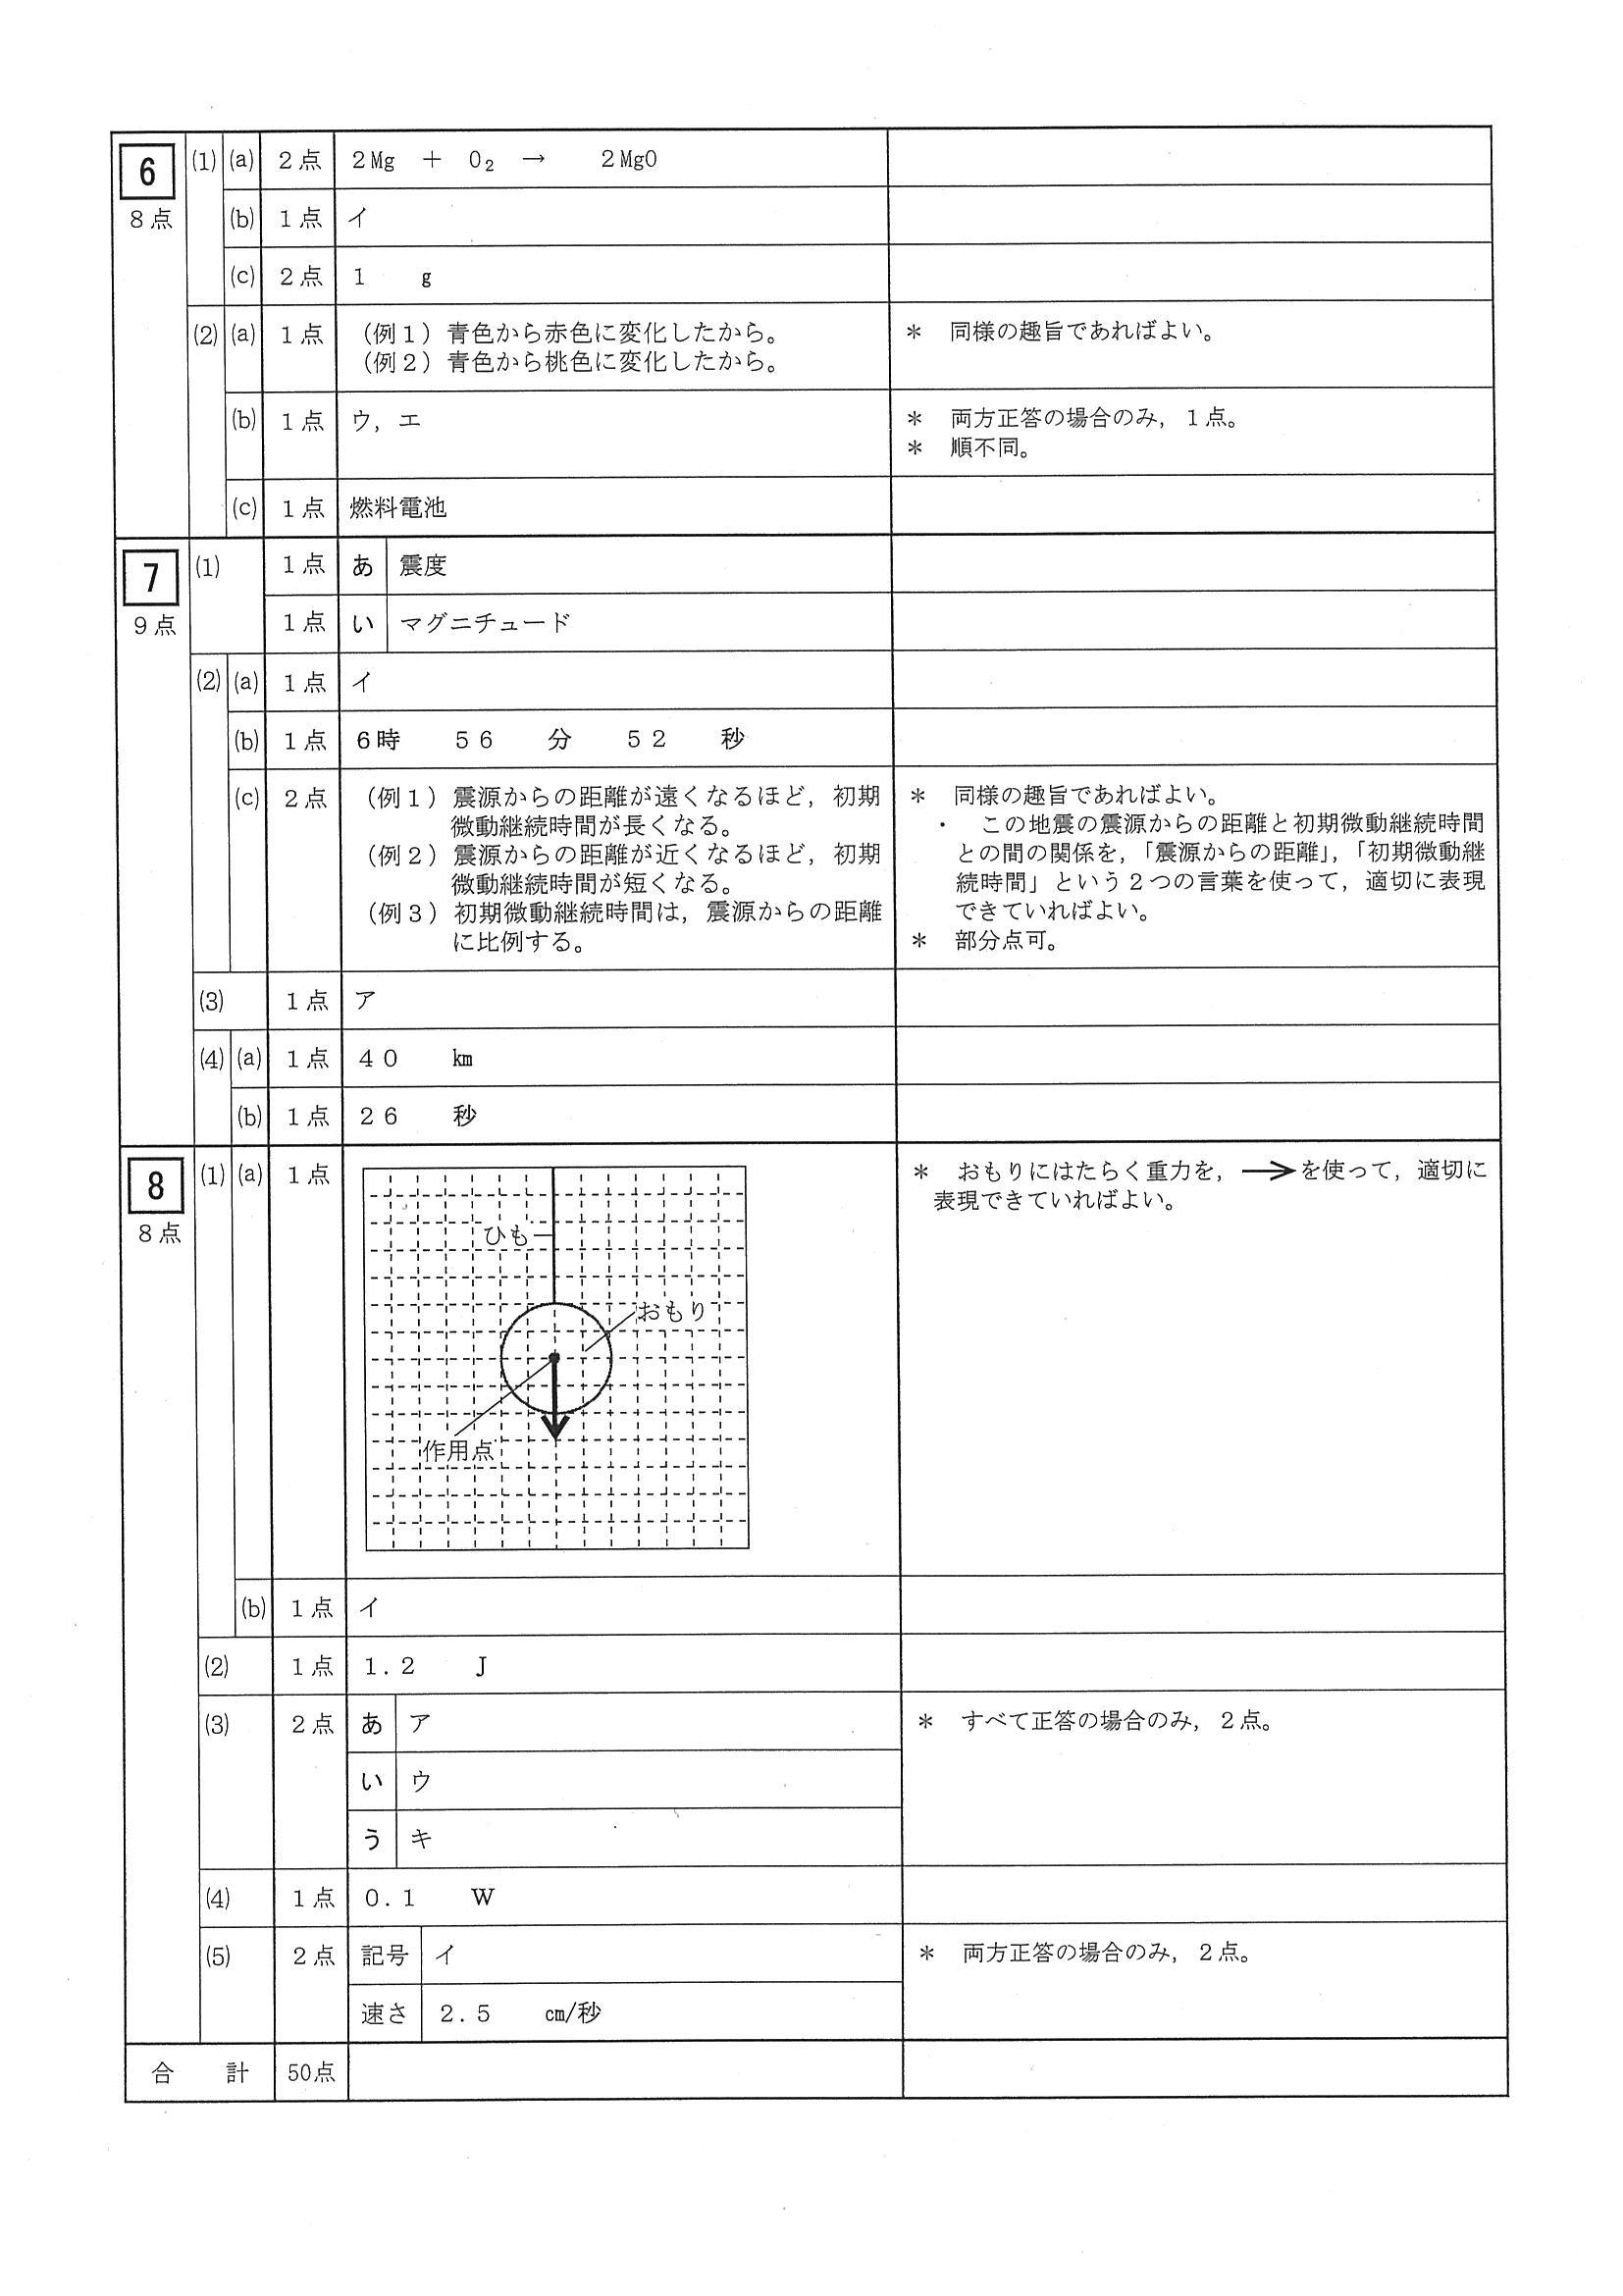 6
8点
(1) (a) 2点 2Mg ＋ O₂ → 2MgO
(b) 1点 イ
(c) 2点 1 g
(2) (a) 1点 （例1）青色から赤色に変化したから。
（例2）青色から桃色に変化したから。
＊ 同様の趣旨であればよい。
(b) 1点 ウ，エ
＊ 両方正答の場合のみ，1点。
＊ 順不同。
(c) 1点 燃料電池
7
9点
(1) 1点 あ 震度
1点 い マグニチュード
(2) (a) 1点 イ
(b) 1点 6時 56 分 52 秒
(c) 2点 （例1）震源からの距離が遠くなるほど，初期
微動継続時間が長くなる。
（例2）震源からの距離が近くなるほど，初期
微動継続時間が短くなる。
（例3）初期微動継続時間は，震源からの距離
に比例する。
＊ 同様の趣旨であればよい。
・ この地震の震源からの距離と初期微動継続時間
との間の関係を，「震源からの距離」，「初期微動継
続時間」という2つの言葉を使って，適切に表現
できていればよい。
＊ 部分点可。
(3) 1点 ア
(4) (a) 1点 40 km
(b) 1点 26 秒
8
8点
(1) (a) 1点
ひも
おもり
作用点
＊ おもりにはたらく重力を，→を使って，適切に
表現できていればよい。
(b) 1点 イ
(2) 1点 1.2 J
(3) 2点 あ ア
＊ すべて正答の場合のみ，2点。
い ウ
う キ
(4) 1点 0.1 W
(5) 2点 記号 イ
＊ 両方正答の場合のみ，2点。
速さ 2.5 cm/秒
合 計 50点